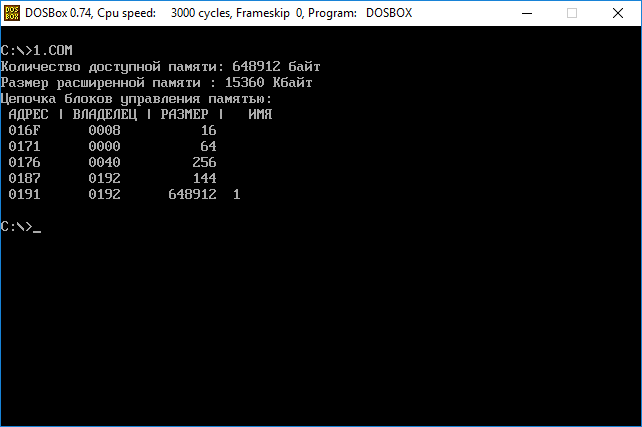 DOS
BOX
DOSBox 0.74, Cpu speed: 3000 cycles, Frameskip 0, Program: DOSBOX
C:\>1.COM
Количество доступной памяти: 648912 байт
Размер расширенной памяти : 15360 Кбайт
Цепочка блоков управления памятью:
АДРЕС | ВЛАДЕЛЕЦ | РАЗМЕР | ИМЯ
016F 0008 16
0171 0000 64
0176 0040 256
0187 0192 144
0191 0192 648912 1
C:\>_